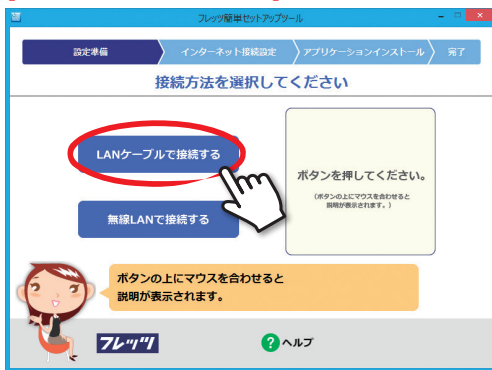 フレッツ簡単セットアップツール
設定準備
インターネット接続設定
アプリケーションインストール
完了
接続方法を選択してください
LANケーブルで接続する
無線LANで接続する
ボタンを押してください。
(ボタンの上にマウスを合わせると
説明が表示されます。)
ボタンの上にマウスを合わせると
説明が表示されます。
フレッツ
?ヘルプ